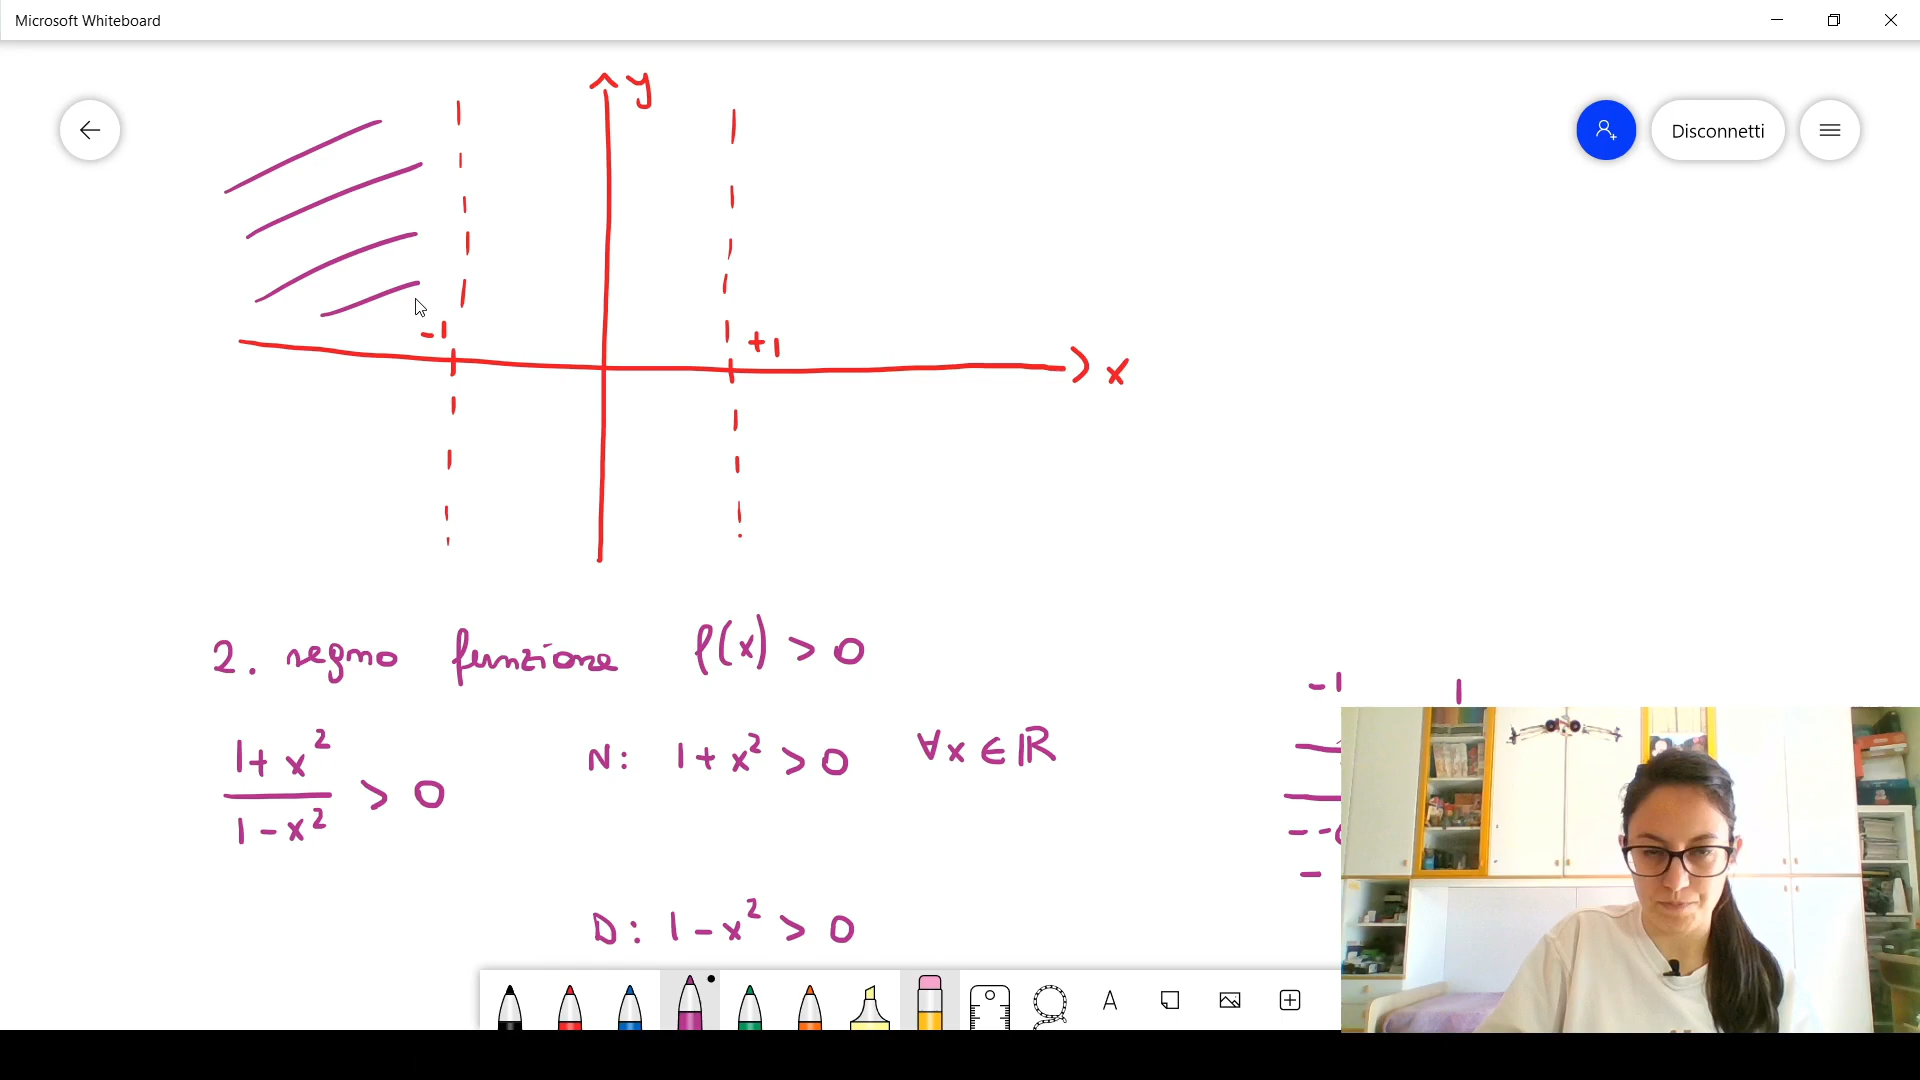 Microsoft Whiteboard
y
Disconnetti
-1
+1
x
2. segno funzione f(x) > 0
-1 1
1+x²
/ 1-x² > 0
N: 1+x² > 0 ∀x ∈ ℝ
D: 1-x² > 0